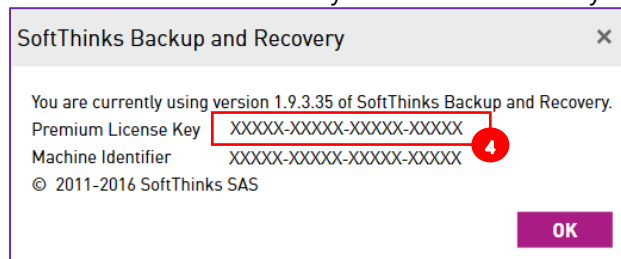 SoftThinks Backup and Recovery ×
You are currently using version 1.9.3.35 of SoftThinks Backup and Recovery.
Premium License Key XXXXX-XXXXX-XXXXX-XXXXX
4
Machine Identifier XXXXX-XXXXX-XXXXX-XXXXX
© 2011-2016 SoftThinks SAS
OK